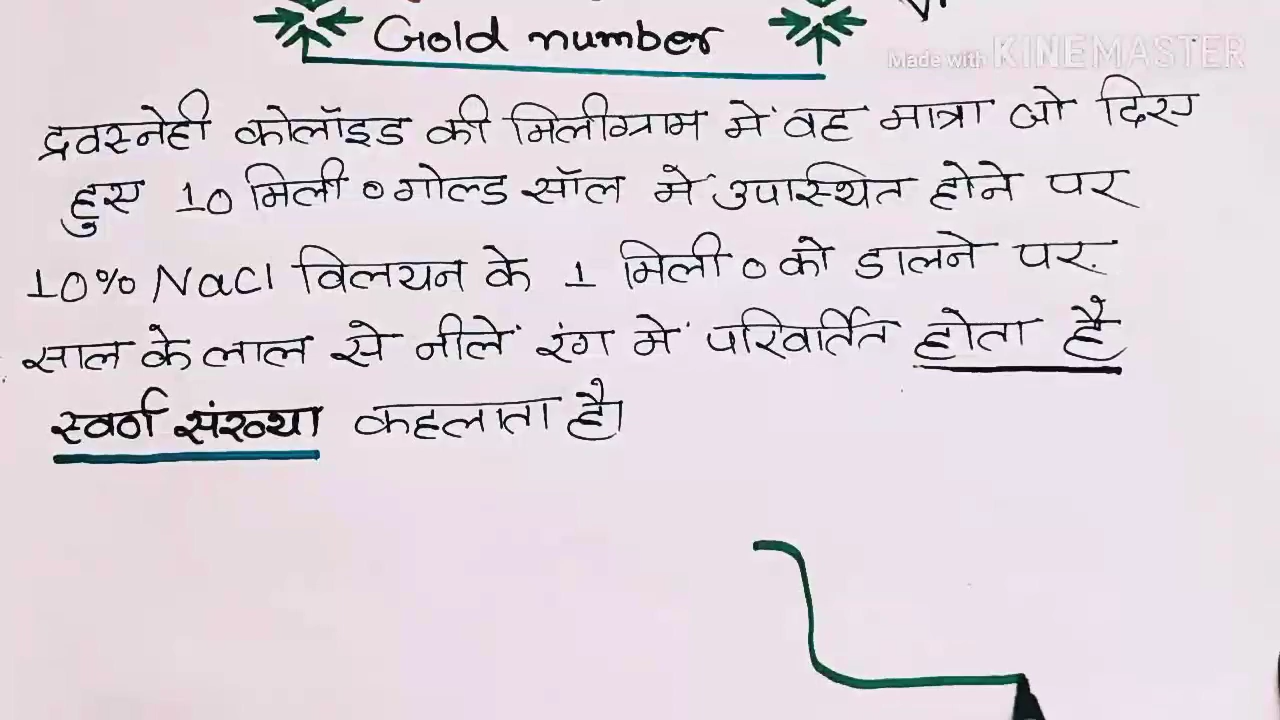 Gold number
Made with KINEMASTER
द्रवस्नेही कोलॉइड की मिलीग्राम में वह मात्रा जो दिए
हुए 10 मिली० गोल्ड सॉल में उपास्थित होने पर
10% NaCl विलयन के 1 मिली० को डालने पर
साल के लाल से नीलें रंग में परिवर्तित होता है
स्वर्ण संख्या कहलाता है।